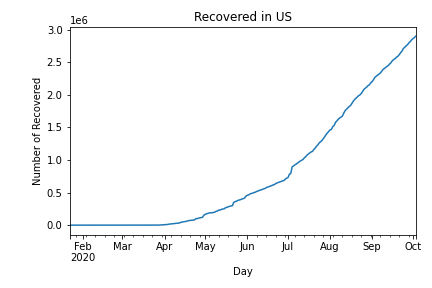 Recovered in US
1e6
3.0
2.5
2.0
1.5
1.0
0.5
0.0
Number of Recovered
Feb Mar Apr May Jun Jul Aug Sep Oct
2020
Day